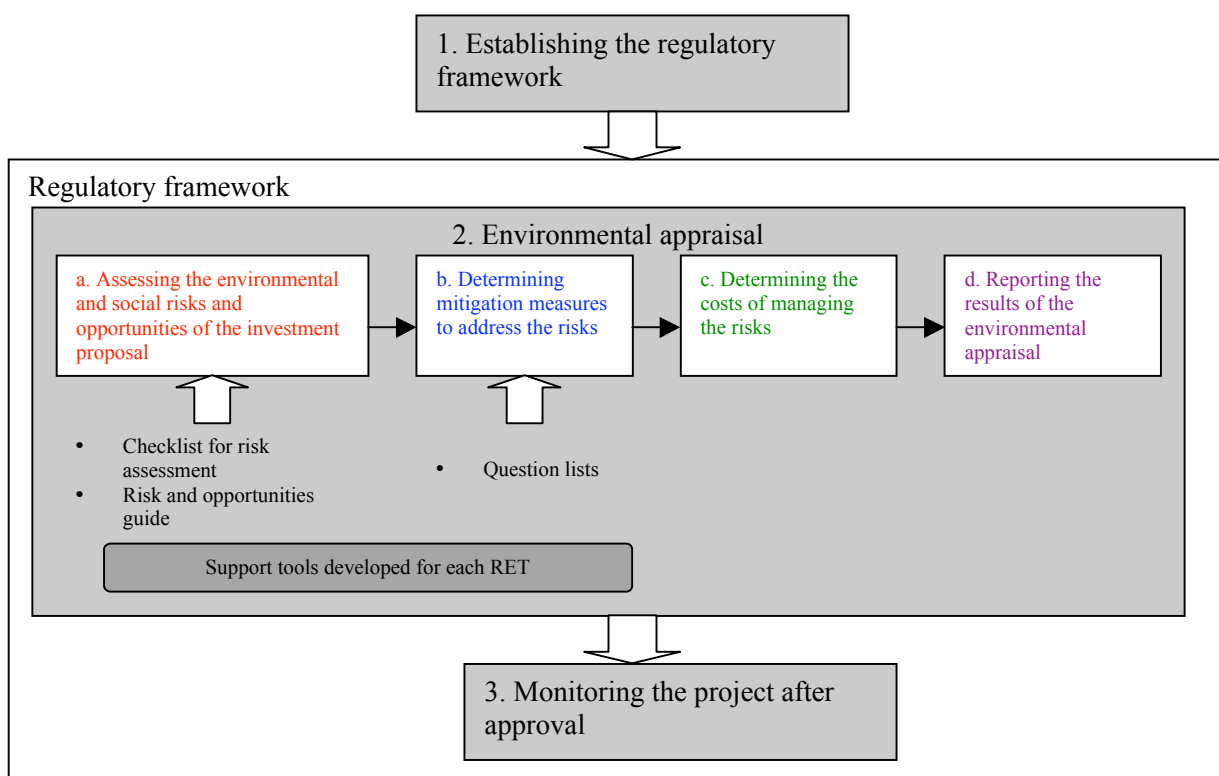 1. Establishing the regulatory
framework
Regulatory framework
2. Environmental appraisal
a. Assessing the environmental
and social risks and
opportunities of the investment
proposal
b. Determining
mitigation measures
to address the risks
c. Determining the
costs of managing
the risks
d. Reporting the
results of the
environmental
appraisal
• Checklist for risk
assessment
• Risk and opportunities
guide
• Question lists
Support tools developed for each RET
3. Monitoring the project after
approval